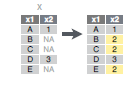 X
x1 x2 x1 x2
A 1 A 1
B NA B 2
C NA C 2
D 3 D 3
E NA E 2